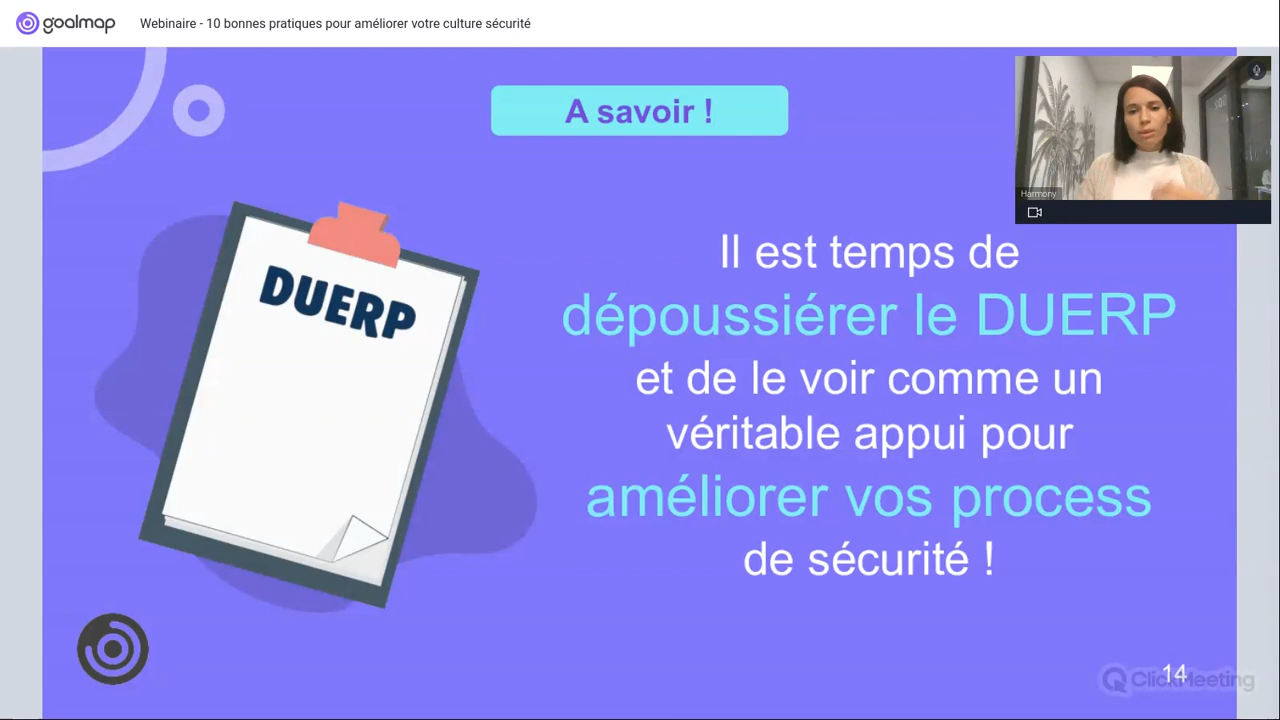 goalmap
Webinaire - 10 bonnes pratiques pour améliorer votre culture sécurité
A savoir !
Harmony
DUERP
Il est temps de
dépoussiérer le DUERP
et de le voir comme un
véritable appui pour
améliorer vos process
de sécurité !
14
ClickMeeting